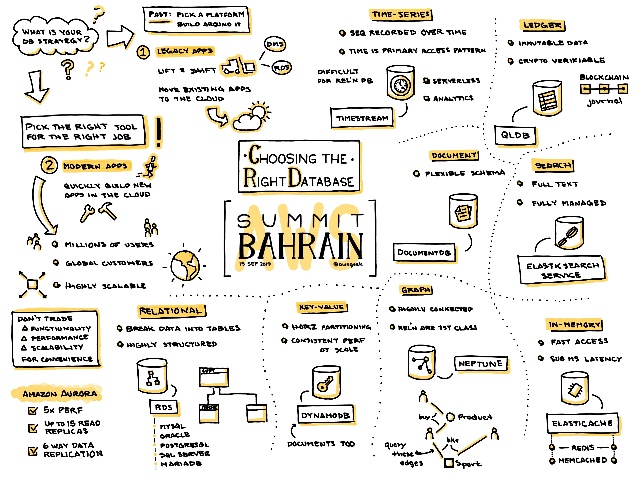 WHAT IS YOUR
DB STRATEGY?
? ? ?
PAST: PICK A PLATFORM
BUILD AROUND IT
1 LEGACY APPS
LIFT & SHIFT
DMS
RDS
MOVE EXISTING APPS
TO THE CLOUD
PICK THE RIGHT TOOL
FOR THE RIGHT JOB
!
2 MODERN APPS
QUICKLY BUILD NEW
APPS IN THE CLOUD
MILLIONS OF USERS
GLOBAL CUSTOMERS
HIGHLY SCALABLE
DON'T TRADE
FUNCTIONALITY
PERFORMANCE
SCALABILITY
FOR CONVENIENCE
AMAZON AURORA
5X PERF
UP TO 15 READ
REPLICAS
6 WAY DATA
REPLICATION
CHOOSING THE
RIGHT DATABASE
AWS
SUMMIT
BAHRAIN
15 SEP 2019
@awsgeek
TIME-SERIES
SEQ RECORDED OVER TIME
TIME IS PRIMARY ACCESS PATTERN
DIFFICULT
FOR REL'N DB
SERVERLESS
ANALYTICS
TIMESTREAM
LEDGER
IMMUTABLE DATA
CRYPTO VERIFIABLE
BLOCKCHAIN
journal
QLDB
DOCUMENT
FLEXIBLE SCHEMA
DOCUMENTDB
SEARCH
FULL TEXT
FULLY MANAGED
ELASTICSEARCH
SERVICE
RELATIONAL
BREAK DATA INTO TABLES
HIGHLY STRUCTURED
RDS
MYSQL
ORACLE
POSTGRESQL
SQL SERVER
MARIADB
KEY-VALUE
HORIZ PARTITIONING
CONSISTENT PERF
AT SCALE
DYNAMODB
DOCUMENTS TOO
GRAPH
HIGHLY CONNECTED
REL'N ARE 1ST CLASS
NEPTUNE
buy
Product
query
these
edges
like
Sport
IN-MEMORY
FAST ACCESS
SUB MS LATENCY
ELASTICACHE
REDIS
MEMCACHED